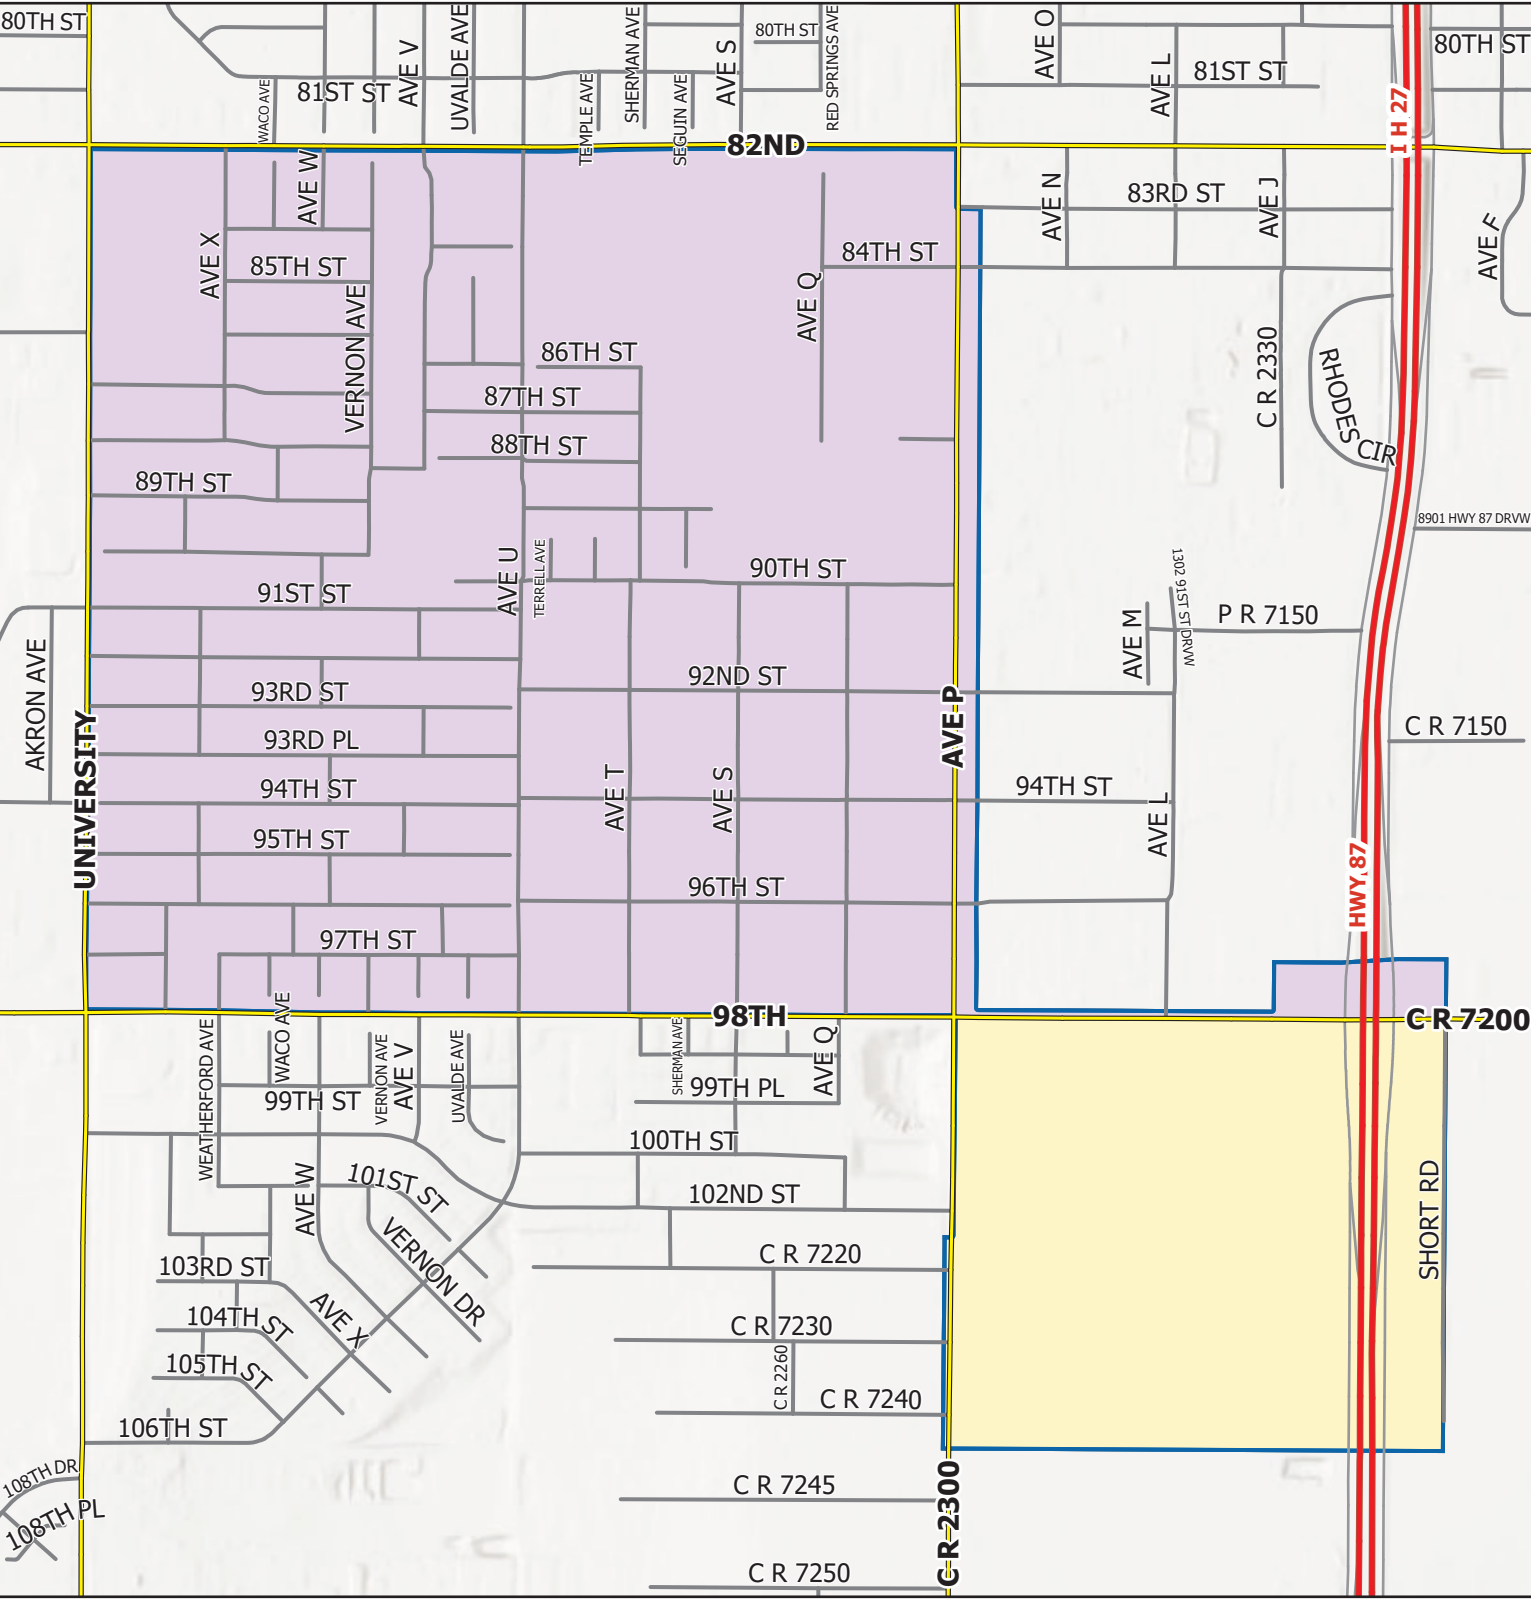 80TH ST
AVE V
UVALDE AVE
SHERMAN AVE
AVE S
80TH ST
RED SPRINGS AVE
AVE O
80TH ST
WACO AVE
81ST ST
TEMPLE AVE
SEGUIN AVE
AVE L
81ST ST
I H 27
82ND
AVE W
AVE X
AVE N
83RD ST
AVE J
AVE F
85TH ST
84TH ST
AVE Q
VERNON AVE
86TH ST
87TH ST
88TH ST
C R 2330
RHODES CIR
89TH ST
8901 HWY 87 DRVW
AVE U
TERRELL AVE
90TH ST
91ST ST
1302 91ST ST DRVW
AVE M
P R 7150
AKRON AVE
92ND ST
93RD ST
AVE P
C R 7150
93RD PL
UNIVERSITY
94TH ST
AVE T
AVE S
94TH ST
AVE L
95TH ST
HWY 87
96TH ST
97TH ST
98TH
C R 7200
WEATHERFORD AVE
WACO AVE
VERNON AVE
AVE V
UVALDE AVE
SHERMAN AVE
AVE Q
99TH ST
99TH PL
100TH ST
AVE W
101ST ST
102ND ST
SHORT RD
VERNON DR
103RD ST
C R 7220
104TH ST
AVE X
C R 7230
105TH ST
C R 2260
C R 7240
106TH ST
108TH DR
108TH PL
C R 7245
C R 2300
C R 7250